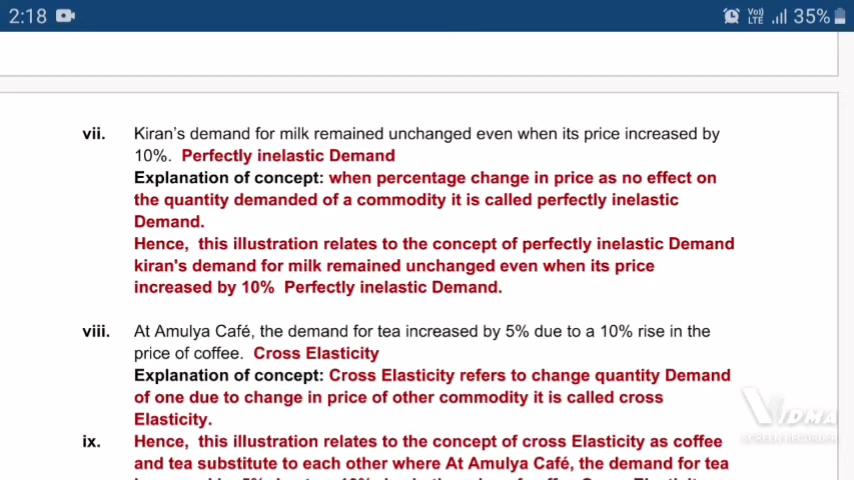 2:18
Vo)) LTE 35%
vii. Kiran's demand for milk remained unchanged even when its price increased by
10%. Perfectly inelastic Demand
Explanation of concept: when percentage change in price as no effect on
the quantity demanded of a commodity it is called perfectly inelastic
Demand.
Hence, this illustration relates to the concept of perfectly inelastic Demand
kiran's demand for milk remained unchanged even when its price
increased by 10% Perfectly inelastic Demand.
viii. At Amulya Café, the demand for tea increased by 5% due to a 10% rise in the
price of coffee. Cross Elasticity
Explanation of concept: Cross Elasticity refers to change quantity Demand
of one due to change in price of other commodity it is called cross
Elasticity.
ix. Hence, this illustration relates to the concept of cross Elasticity as coffee
and tea substitute to each other where At Amulya Café, the demand for tea
VIDMA
SCREEN RECORDER